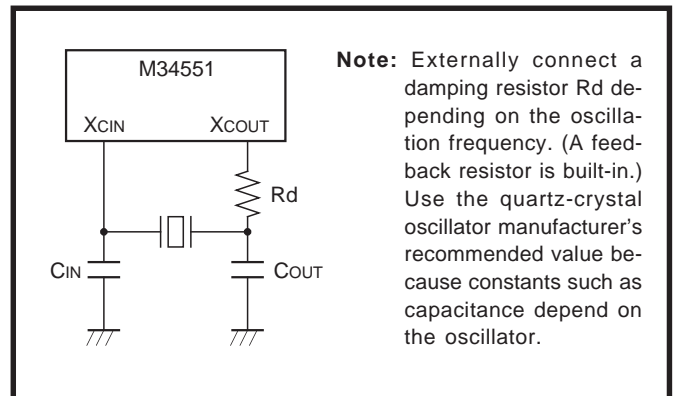 M34551
XCIN
XCOUT
Rd
CIN
COUT
Note: Externally connect a
damping resistor Rd de-
pending on the oscilla-
tion frequency. (A feed-
back resistor is built-in.)
Use the quartz-crystal
oscillator manufacturer's
recommended value be-
cause constants such as
capacitance depend on
the oscillator.